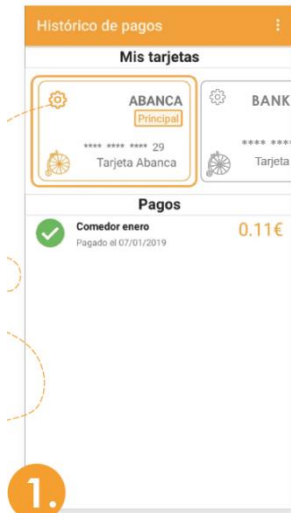 Histórico de pagos
Mis tarjetas
ABANCA
Principal
**** **** **** 29
Tarjeta Abanca
BANK
**** ****
Tarjeta
Pagos
Comedor enero
0.11€
Pagado el 07/01/2019
1.